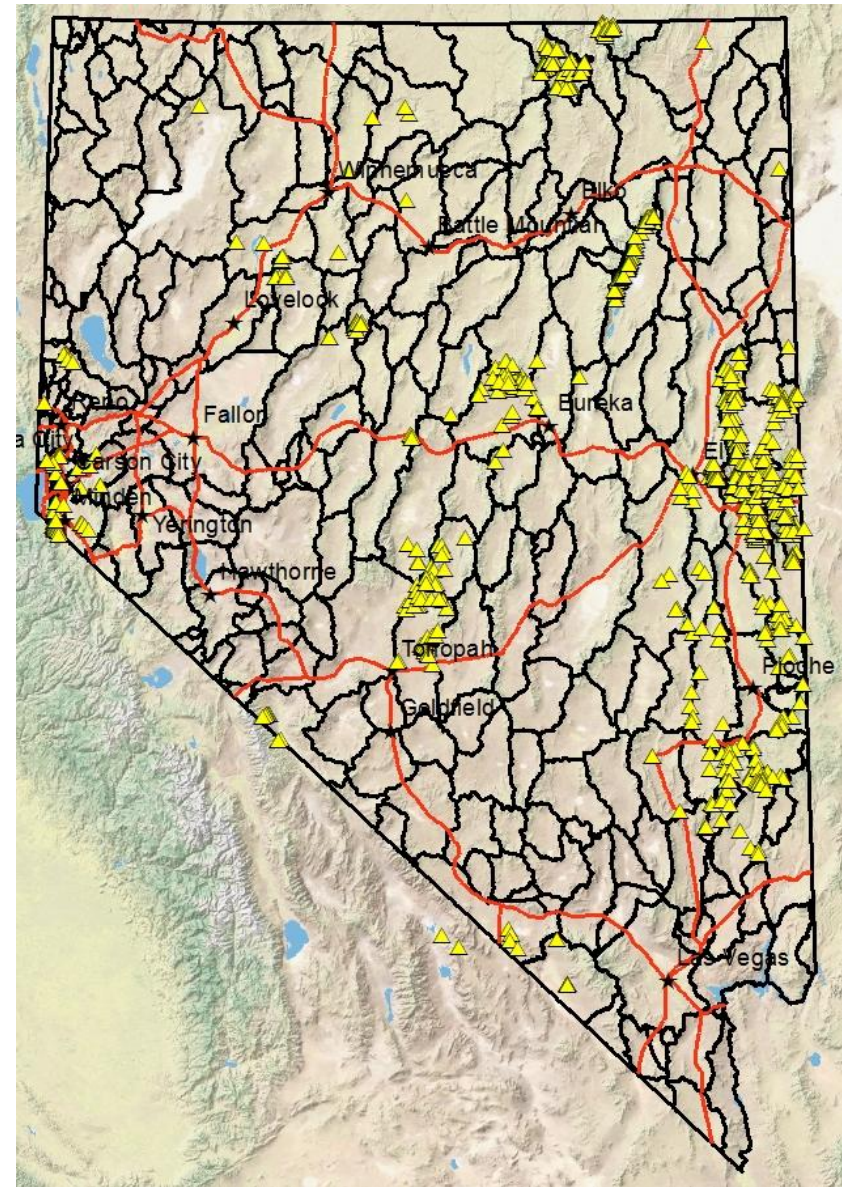 Winnemucca
Elko
Battle Mountain
Lovelock
Reno
Fallon
Eureka
a City
Carson City
Ely
Minden
Yerington
Hawthorne
Tonopah
Pioche
Goldfield
Las Vegas